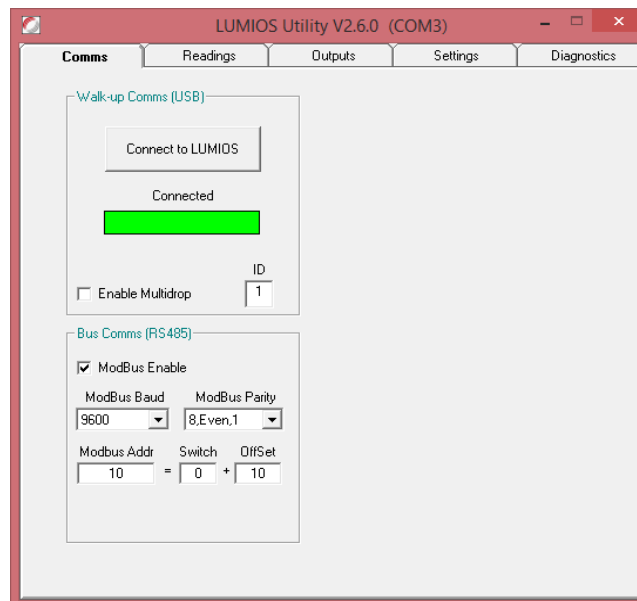 LUMIOS Utility V2.6.0 (COM3)
Comms Readings Outputs Settings Diagnostics
Walk-up Comms (USB)
Connect to LUMIOS
Connected
ID
Enable Multidrop 1
Bus Comms (RS485)
ModBus Enable
ModBus Baud ModBus Parity
9600 8,Even,1
Modbus Addr Switch OffSet
10 = 0 + 10